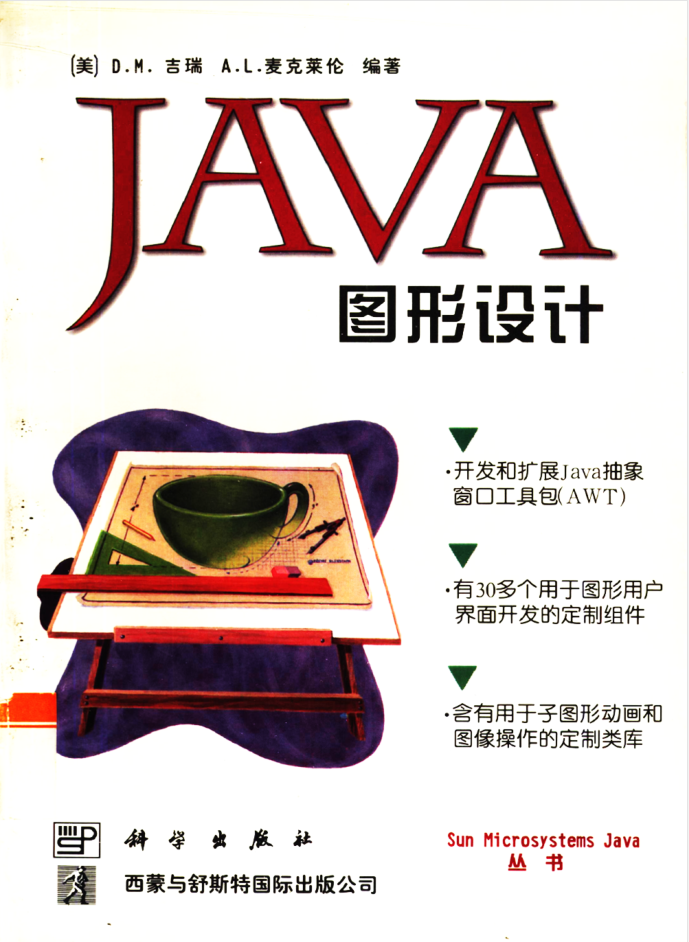 (美) D.M. 吉瑞 A.L.麦克莱伦 编著
JAVA
图形设计
·开发和扩展Java抽象
窗口工具包(AWT)
·有30多个用于图形用户
界面开发的定制组件
·含有用于子图形动画和
图像操作的定制类库
科学出版社
西蒙与舒斯特国际出版公司
Sun Microsystems Java
丛书